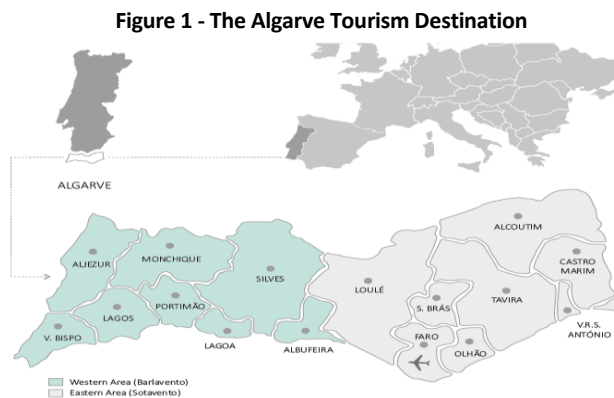 Figure 1 - The Algarve Tourism Destination
ALGARVE
ALCOUTIM
ALJEZUR
MONCHIQUE
CASTRO
MARIM
SILVES
LOULÉ
TAVIRA
S. BRÁS
PORTIMÃO
LAGOS
V. BISPO
LAGOA
ALBUFEIRA
FARO
OLHÃO
V.R.S.
ANTÓNIO
Western Area (Barlavento)
Eastern Area (Sotavento)